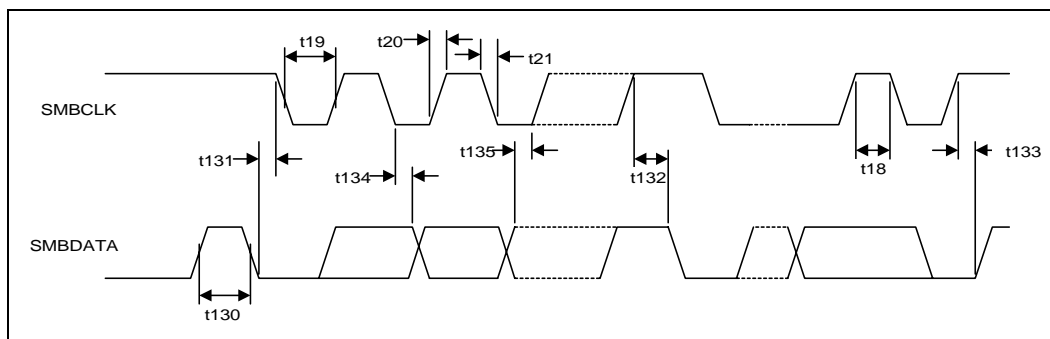 t19
t20
t21
SMBCLK
t131
t134
t135
t132
t18
t133
SMBDATA
t130